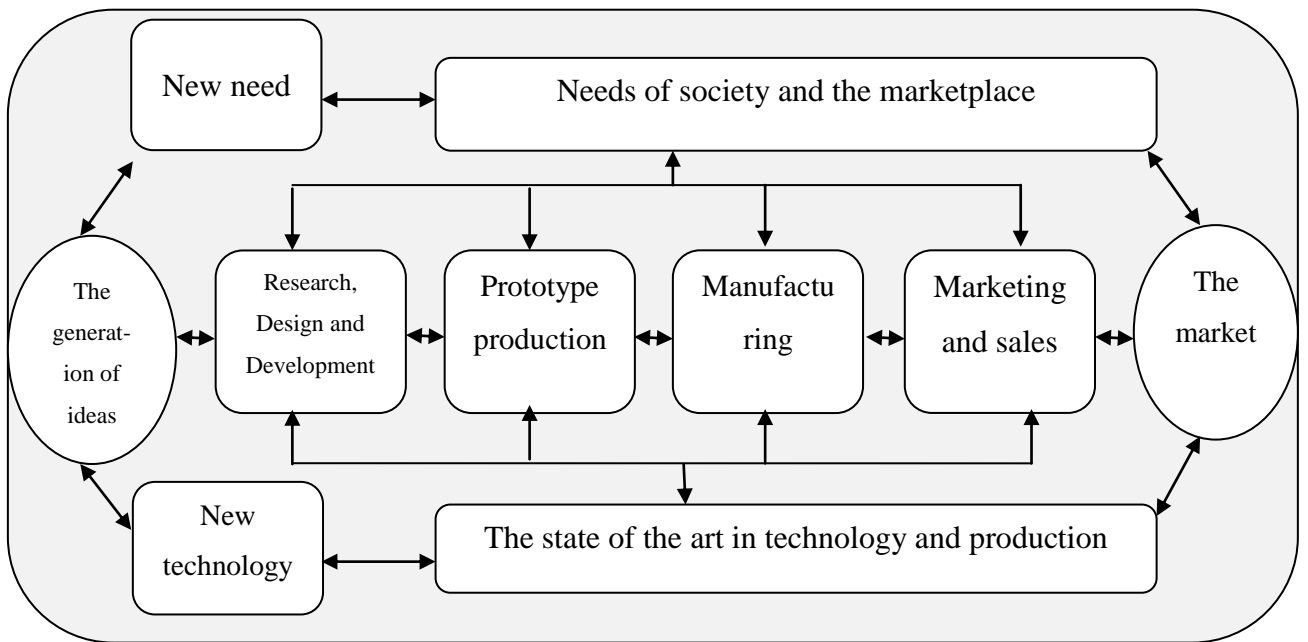 New need
Needs of society and the marketplace
The
generat-
ion of
ideas
Research,
Design and
Development
Prototype
production
Manufactu
ring
Marketing
and sales
The
market
New
technology
The state of the art in technology and production